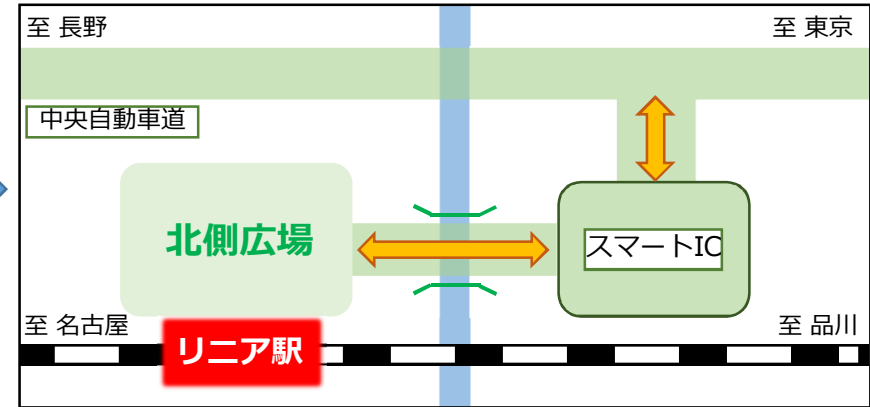 至 長野
至 東京
中央自動車道
北側広場
スマートIC
至 名古屋
至 品川
リニア駅